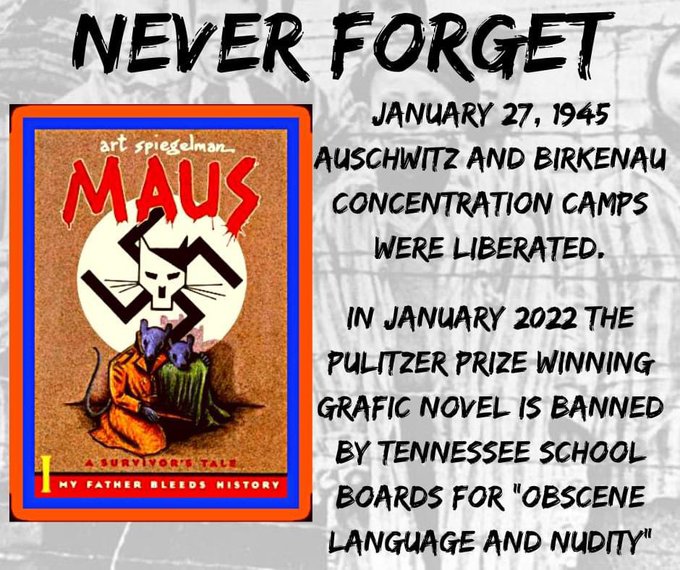 NEVER FORGET
art spiegelman
MAUS
A SURVIVOR'S TALE
I
MY FATHER BLEEDS HISTORY
JANUARY 27, 1945
AUSCHWITZ AND BIRKENAU
CONCENTRATION CAMPS
WERE LIBERATED.
IN JANUARY 2022 THE
PULITZER PRIZE WINNING
GRAFIC NOVEL IS BANNED
BY TENNESSEE SCHOOL
BOARDS FOR "OBSCENE
LANGUAGE AND NUDITY"